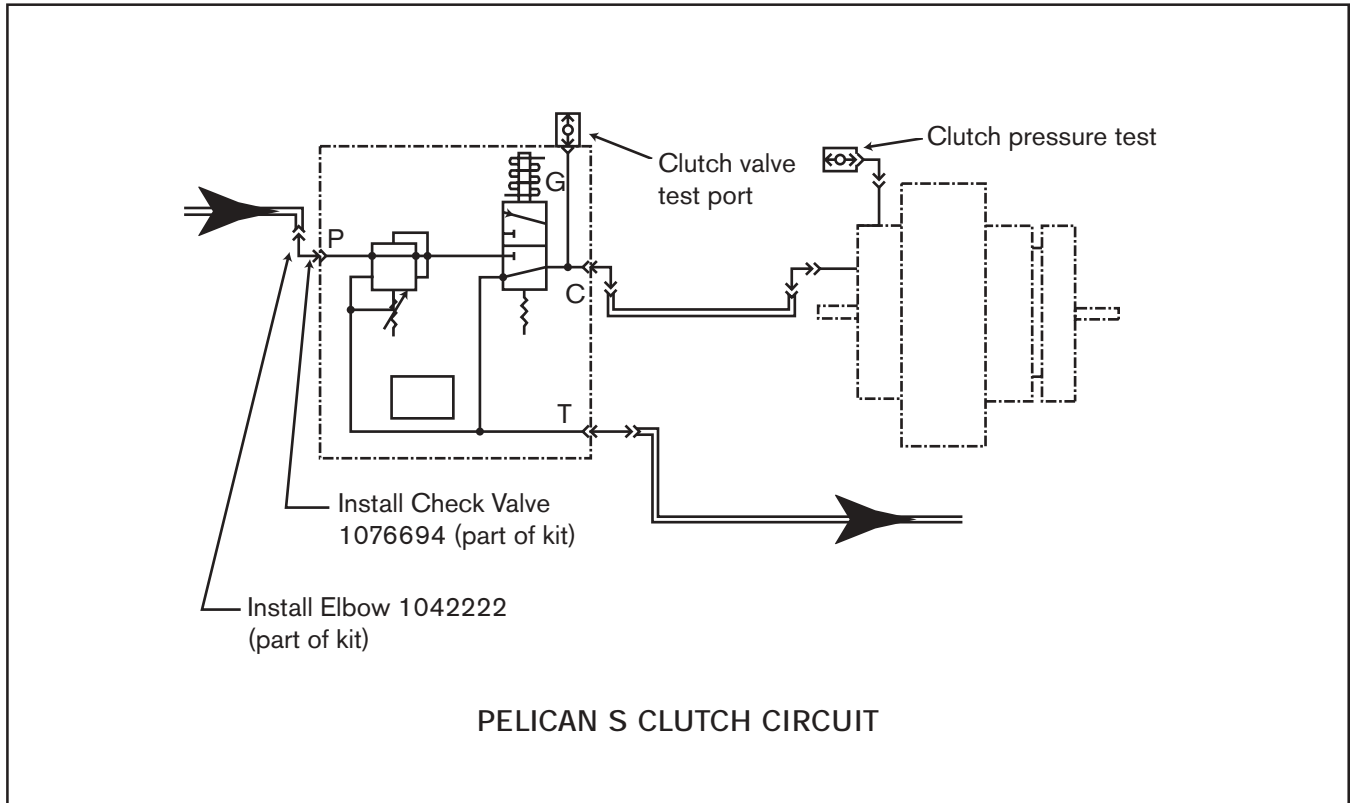 Clutch pressure test
Clutch valve
test port
G
P
C
T
Install Check Valve
1076694 (part of kit)
Install Elbow 1042222
(part of kit)
PELICAN S CLUTCH CIRCUIT